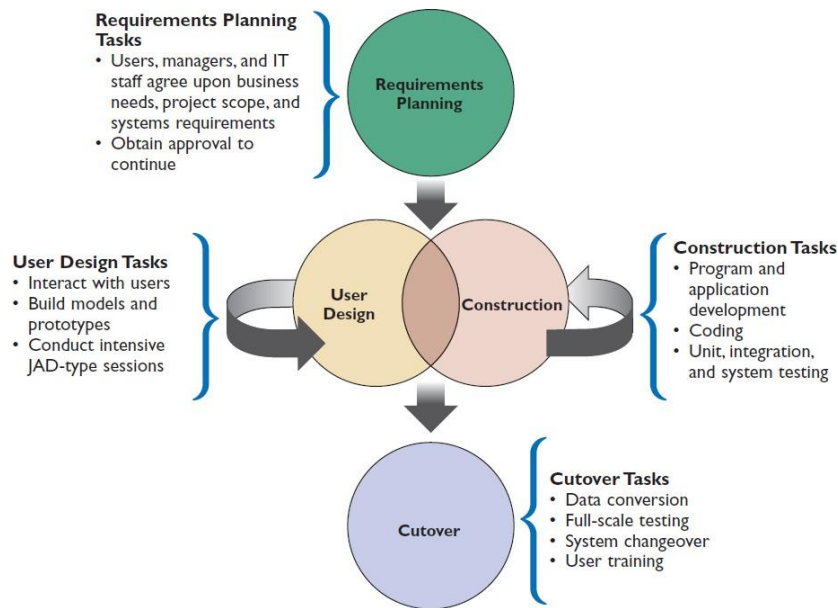 Requirements Planning
Tasks
• Users, managers, and IT
staff agree upon business
needs, project scope, and
systems requirements
• Obtain approval to
continue
Requirements
Planning
User Design Tasks
• Interact with users
• Build models and
prototypes
• Conduct intensive
JAD-type sessions
User
Design
Construction
Construction Tasks
• Program and
application
development
• Coding
• Unit, integration,
and system testing
Cutover
Cutover Tasks
• Data conversion
• Full-scale testing
• System changeover
• User training